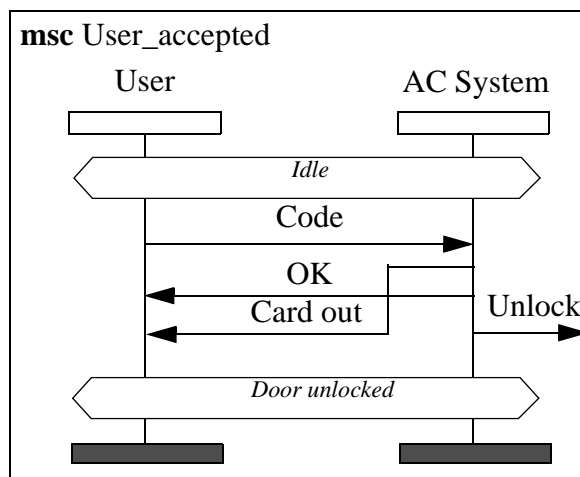 msc User_accepted
User
AC System
Idle
Code
OK
Card out
Unlock
Door unlocked